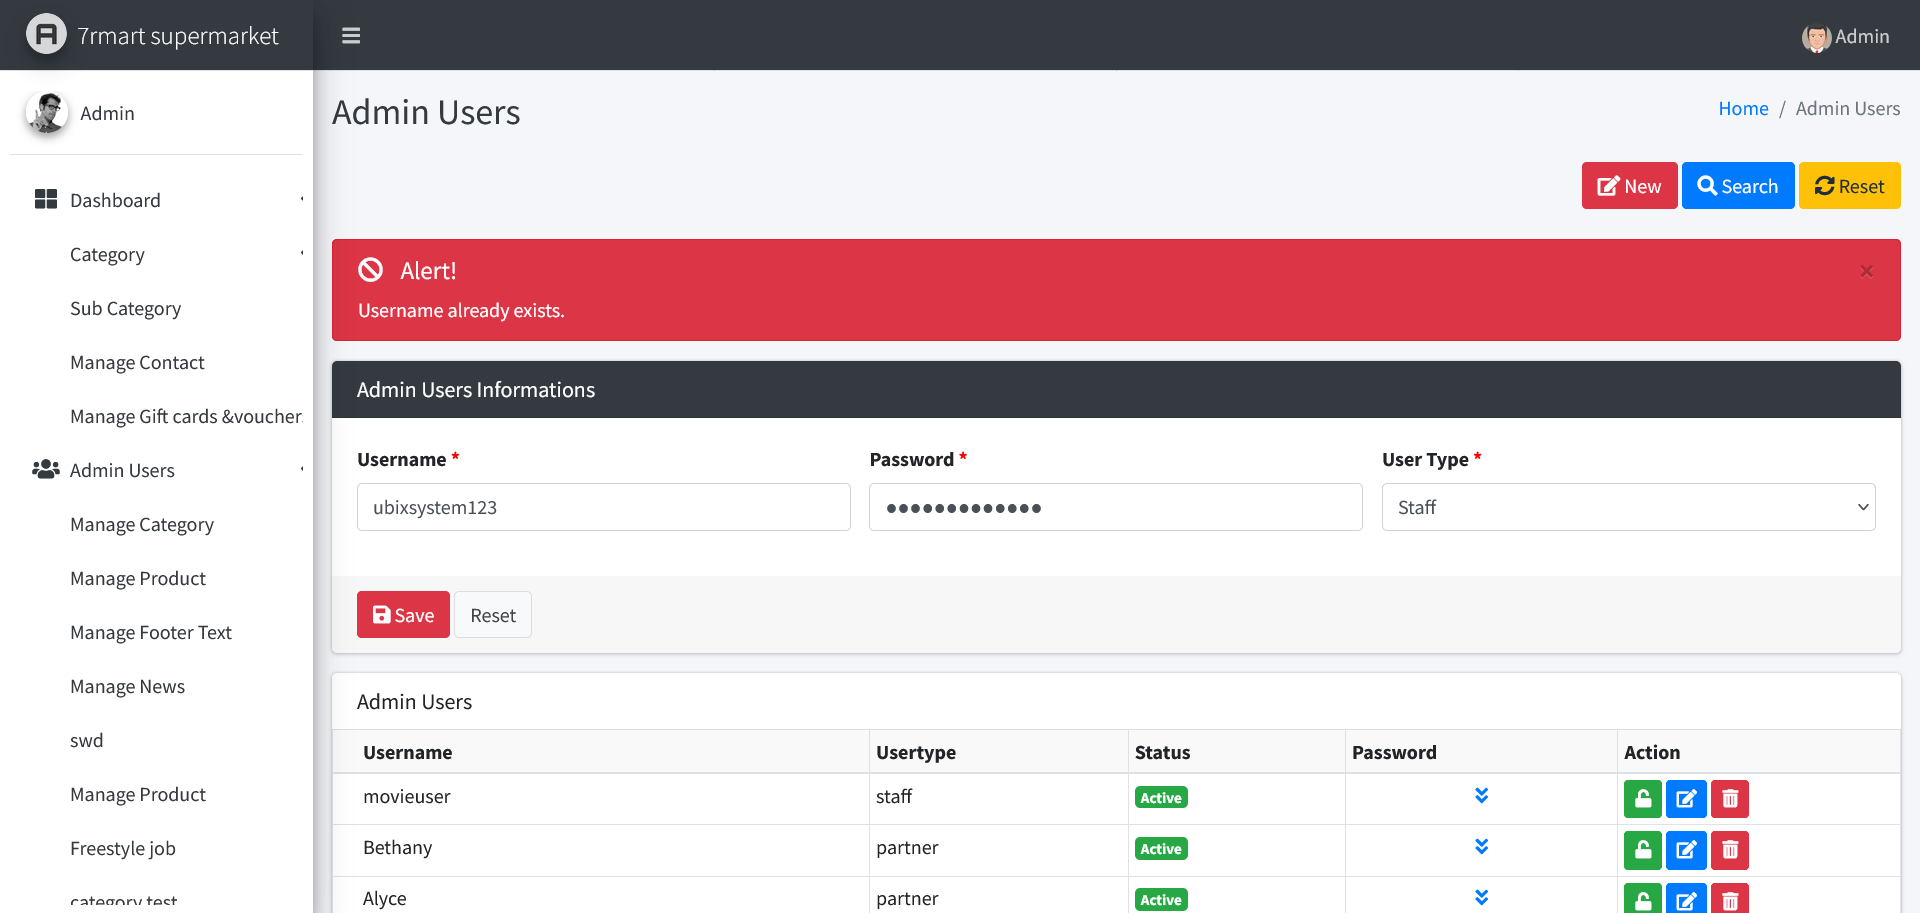 7rmart supermarket
Admin
Admin
Dashboard
Category
Sub Category
Manage Contact
Manage Gift cards &voucher
Admin Users
Manage Category
Manage Product
Manage Footer Text
Manage News
swd
Manage Product
Freestyle job
category test
Admin Users
Home / Admin Users
New Search Reset
Alert!
×
Username already exists.
Admin Users Informations
Username * Password * User Type *
ubixsystem123 ●●●●●●●●●●●●● Staff
Save Reset
Admin Users
Username Usertype Status Password Action
movieuser staff Active
Bethany partner Active
Alyce partner Active